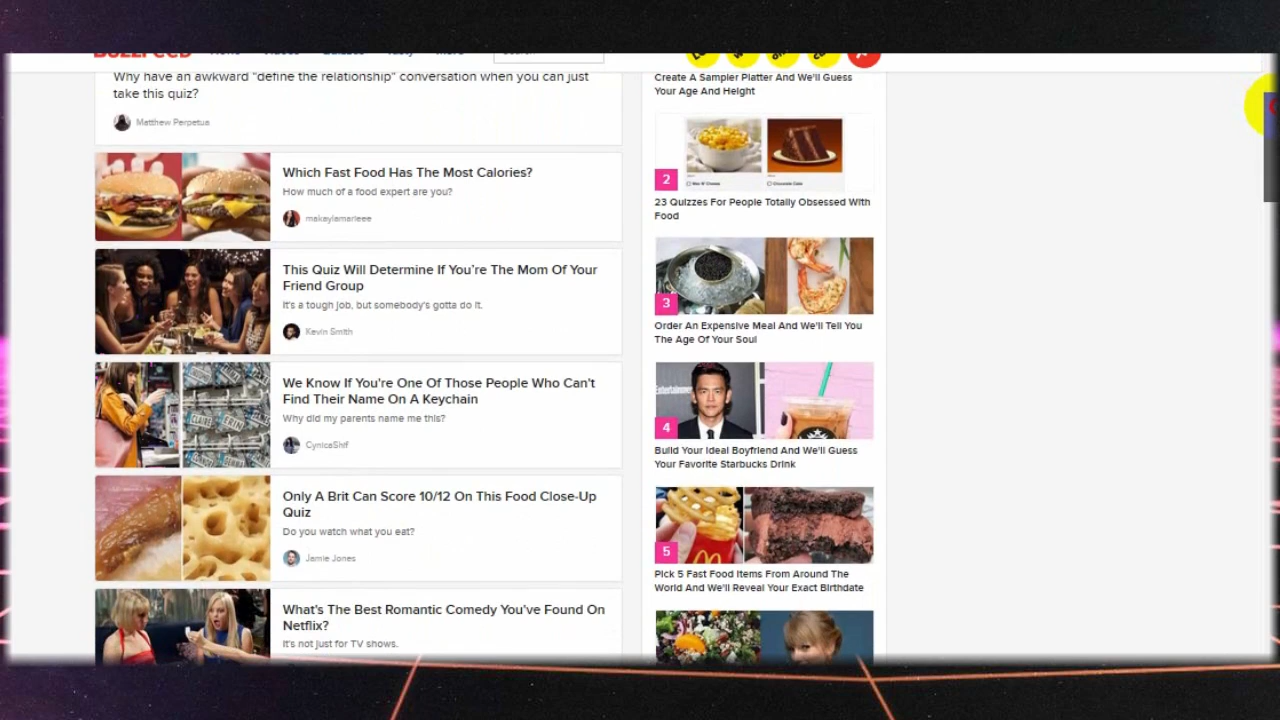 BUZZFEED
Why have an awkward "define the relationship" conversation when you can just
take this quiz?
Matthew Perpetua
Which Fast Food Has The Most Calories?
How much of a food expert are you?
makaylamarieee
This Quiz Will Determine If You're The Mom Of Your
Friend Group
It's a tough job, but somebody's gotta do it.
Kevin Smith
We Know If You're One Of Those People Who Can't
Find Their Name On A Keychain
Why did my parents name me this?
CynicaShif
Only A Brit Can Score 10/12 On This Food Close-Up
Quiz
Do you watch what you eat?
Jamie Jones
What's The Best Romantic Comedy You've Found On
Netflix?
It's not just for TV shows.
Create A Sampler Platter And We'll Guess
Your Age And Height
Mac N' Cheese
Chocolate Cake
2
23 Quizzes For People Totally Obsessed With
Food
3
Order An Expensive Meal And We'll Tell You
The Age Of Your Soul
4
Build Your Ideal Boyfriend And We'll Guess
Your Favorite Starbucks Drink
5
Pick 5 Fast Food Items From Around The
World And We'll Reveal Your Exact Birthdate